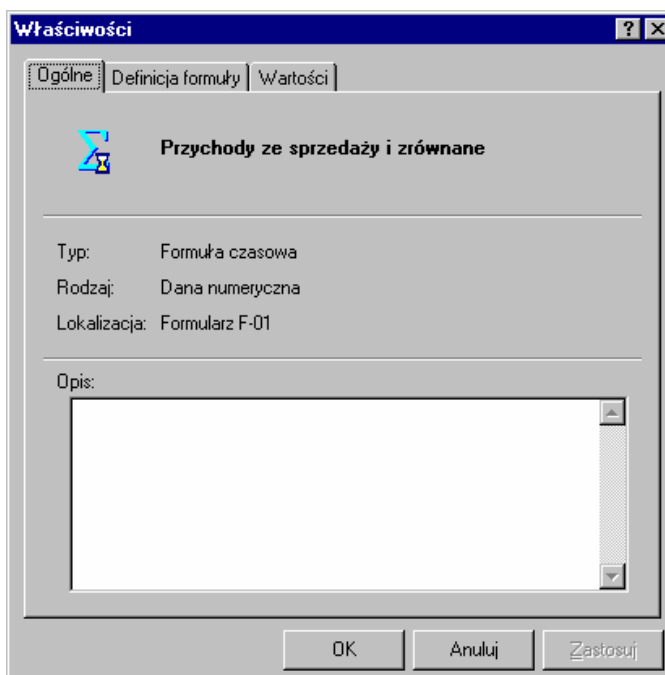 Właściwości
Ogólne Definicja formuły Wartości
Przychody ze sprzedaży i zrównane
Typ: Formuła czasowa
Rodzaj: Dana numeryczna
Lokalizacja: Formularz F-01
Opis:
OK Anuluj Zastosuj